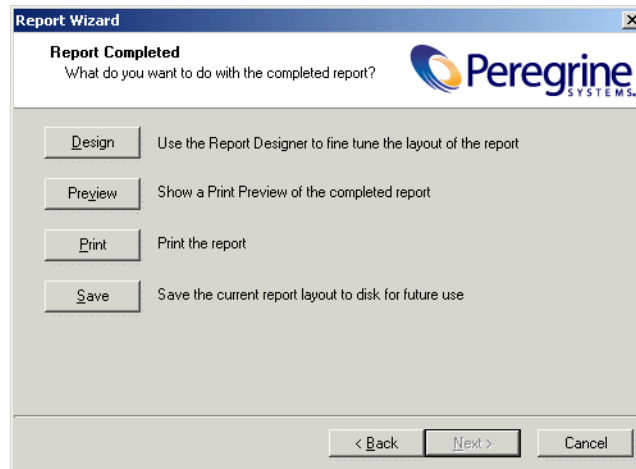 Report Wizard
Report Completed
What do you want to do with the completed report?
Peregrine
SYSTEMS
Design Use the Report Designer to fine tune the layout of the report
Preview Show a Print Preview of the completed report
Print Print the report
Save Save the current report layout to disk for future use
< Back Next > Cancel